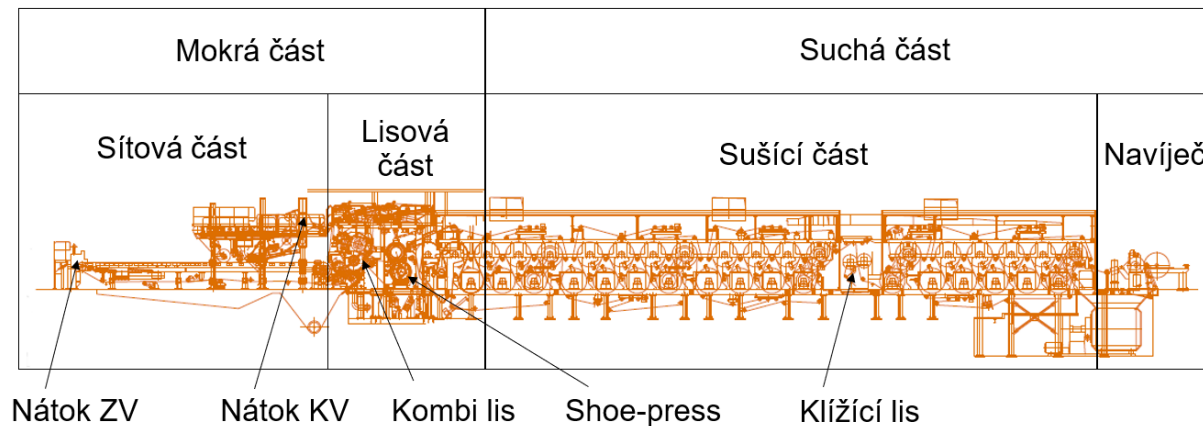 Mokrá část
Suchá část
Sítová část
Lisová
část
Sušící část
Navíječ
Nátok ZV
Nátok KV
Kombi lis
Shoe-press
Klížící lis